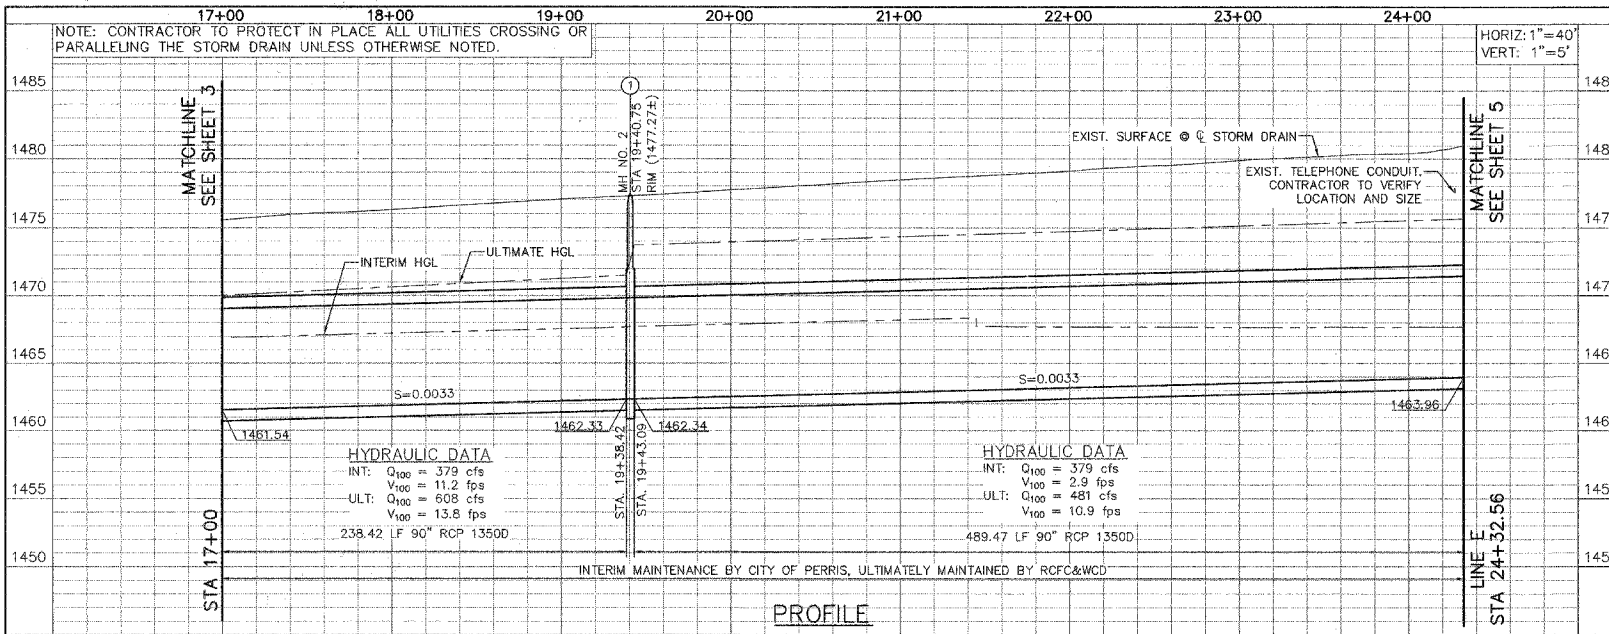 17+00 18+00 19+00 20+00 21+00 22+00 23+00 24+00
NOTE: CONTRACTOR TO PROTECT IN PLACE ALL UTILITIES CROSSING OR
PARALLELING THE STORM DRAIN UNLESS OTHERWISE NOTED.
HORIZ: 1"=40'
VERT: 1"=5'
1485
1480
1475
1470
1465
1460
1455
1450
148
148
147
147
146
146
145
145
MATCHLINE
SEE SHEET 3
STA 17+00
1
MH NO. 2
STA 19+40.75
RIM (1477.27±)
EXIST. SURFACE @ ℄ STORM DRAIN
EXIST. TELEPHONE CONDUIT,
CONTRACTOR TO VERIFY
LOCATION AND SIZE
MATCHLINE
SEE SHEET 5
INTERIM HGL
ULTIMATE HGL
S=0.0033
S=0.0033
1461.54
1462.33
1462.34
1463.96
STA. 19+38.42
STA. 19+43.09
HYDRAULIC DATA
INT: Q100 = 379 cfs
V100 = 11.2 fps
ULT: Q100 = 608 cfs
V100 = 13.8 fps
238.42 LF 90" RCP 1350D
HYDRAULIC DATA
INT: Q100 = 379 cfs
V100 = 2.9 fps
ULT: Q100 = 481 cfs
V100 = 10.9 fps
489.47 LF 90" RCP 1350D
INTERIM MAINTENANCE BY CITY OF PERRIS, ULTIMATELY MAINTAINED BY RCFC&WCD
LINE E
STA 24+32.56
PROFILE